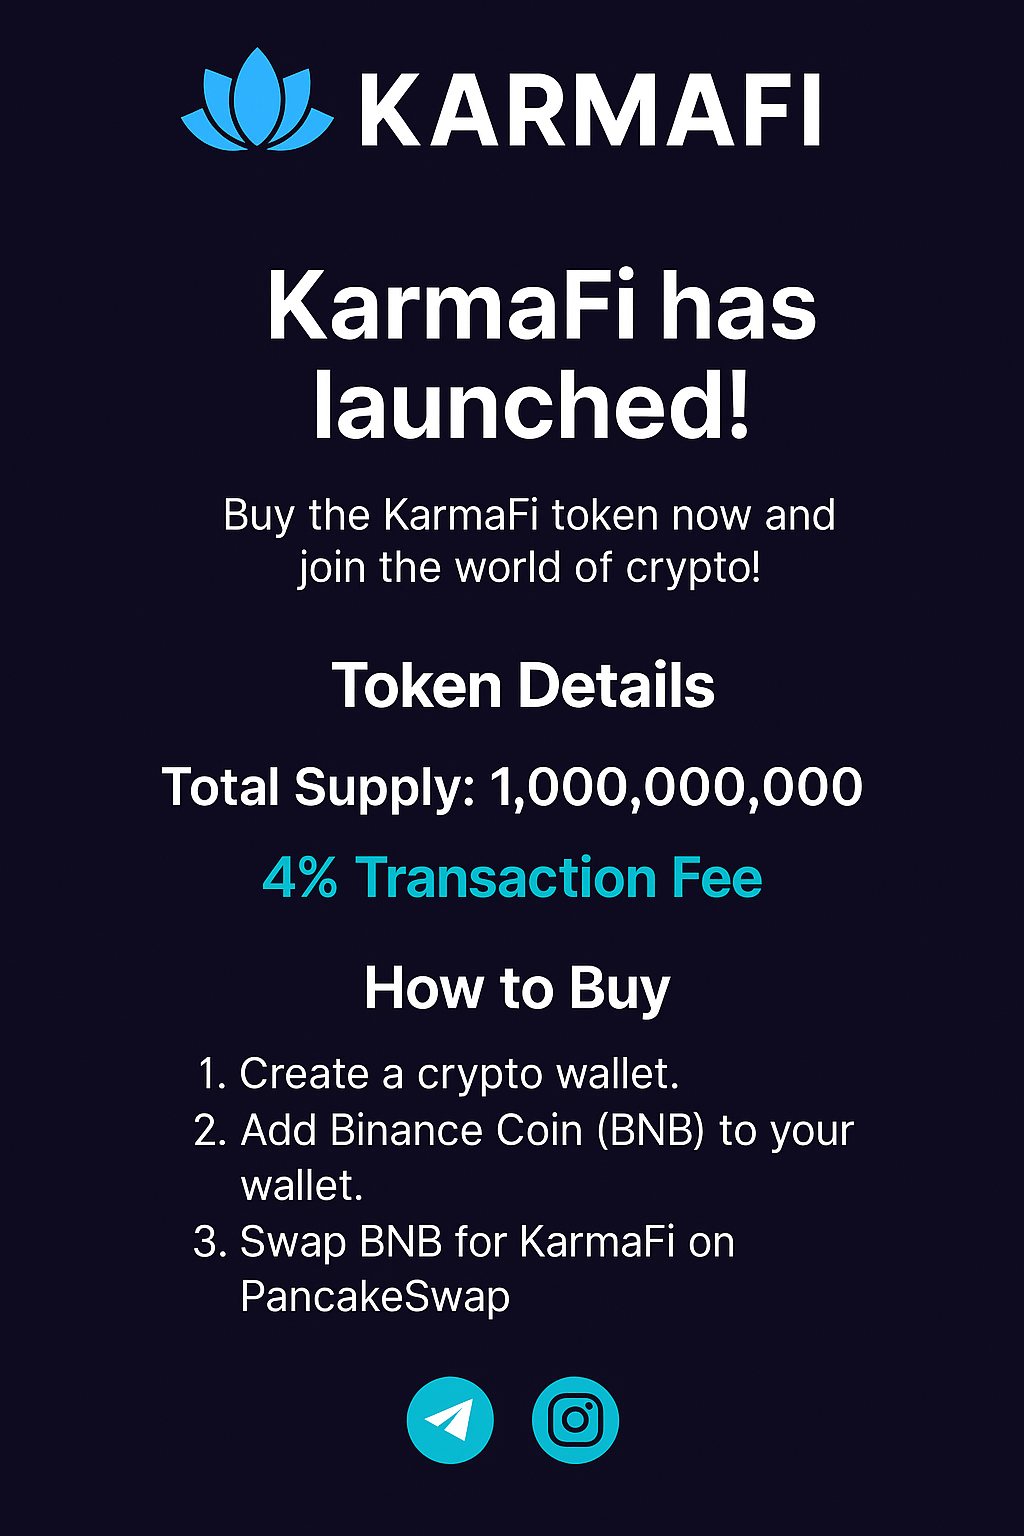 KARMAFI
KarmaFi has
launched!
Buy the KarmaFi token now and
join the world of crypto!
Token Details
Total Supply: 1,000,000,000
4% Transaction Fee
How to Buy
1. Create a crypto wallet.
2. Add Binance Coin (BNB) to your
wallet.
3. Swap BNB for KarmaFi on
PancakeSwap